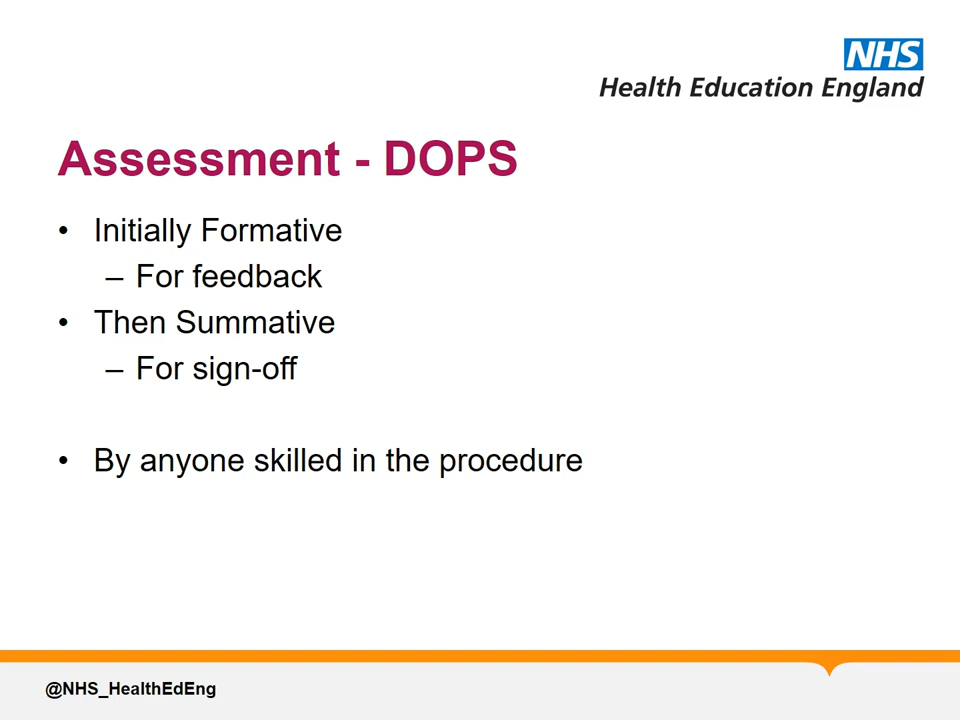 NHS
Health Education England
Assessment - DOPS
• Initially Formative
– For feedback
• Then Summative
– For sign-off
• By anyone skilled in the procedure
@NHS_HealthEdEng